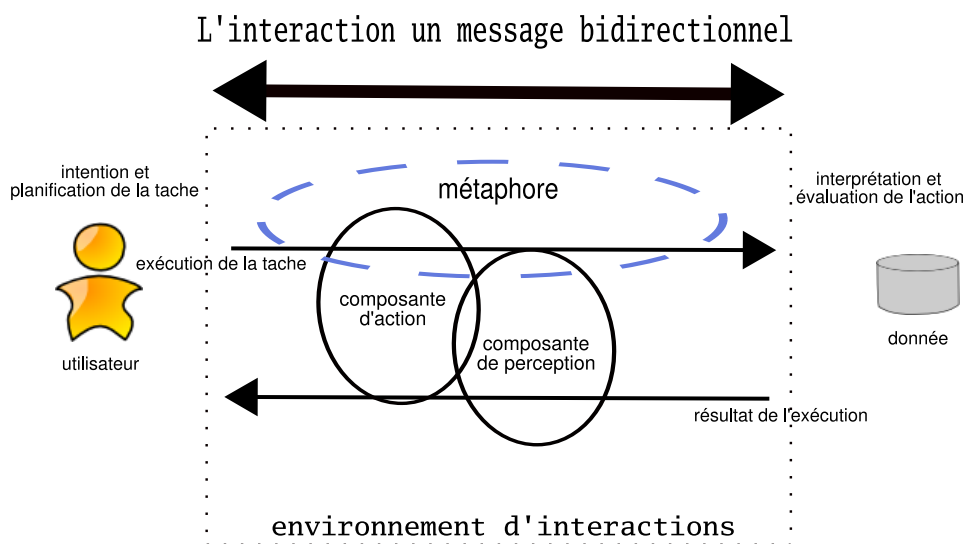 L'interaction un message bidirectionnel
intention et
planification de la tache
métaphore
interprétation et
évaluation de l'action
exécution de la tache
composante
d'action
composante
de perception
utilisateur
donnée
résultat de l'exécution
environnement d'interactions